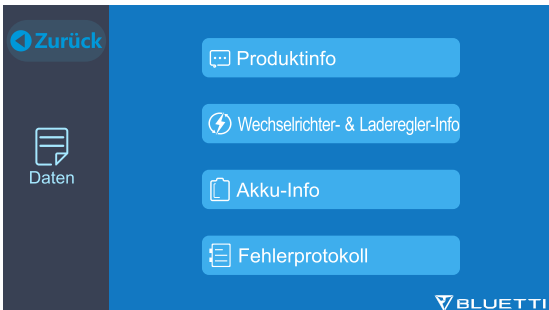 Zurück
Daten
Produktinfo
Wechselrichter- & Laderegler-Info
Akku-Info
Fehlerprotokoll
BLUETTI